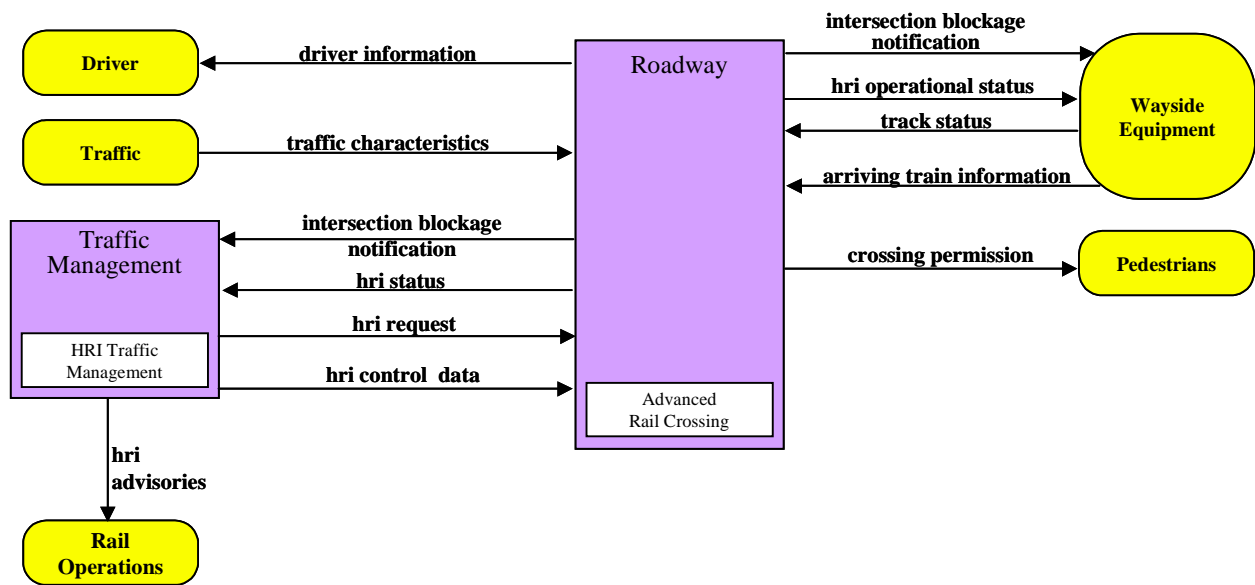 Driver
driver information
Roadway
intersection blockage
notification
hri operational status
Wayside
Equipment
track status
Traffic
traffic characteristics
arriving train information
Traffic
Management
intersection blockage
notification
hri status
crossing permission
Pedestrians
hri request
HRI Traffic
Management
hri control  data
Advanced
Rail Crossing
hri
advisories
Rail
Operations